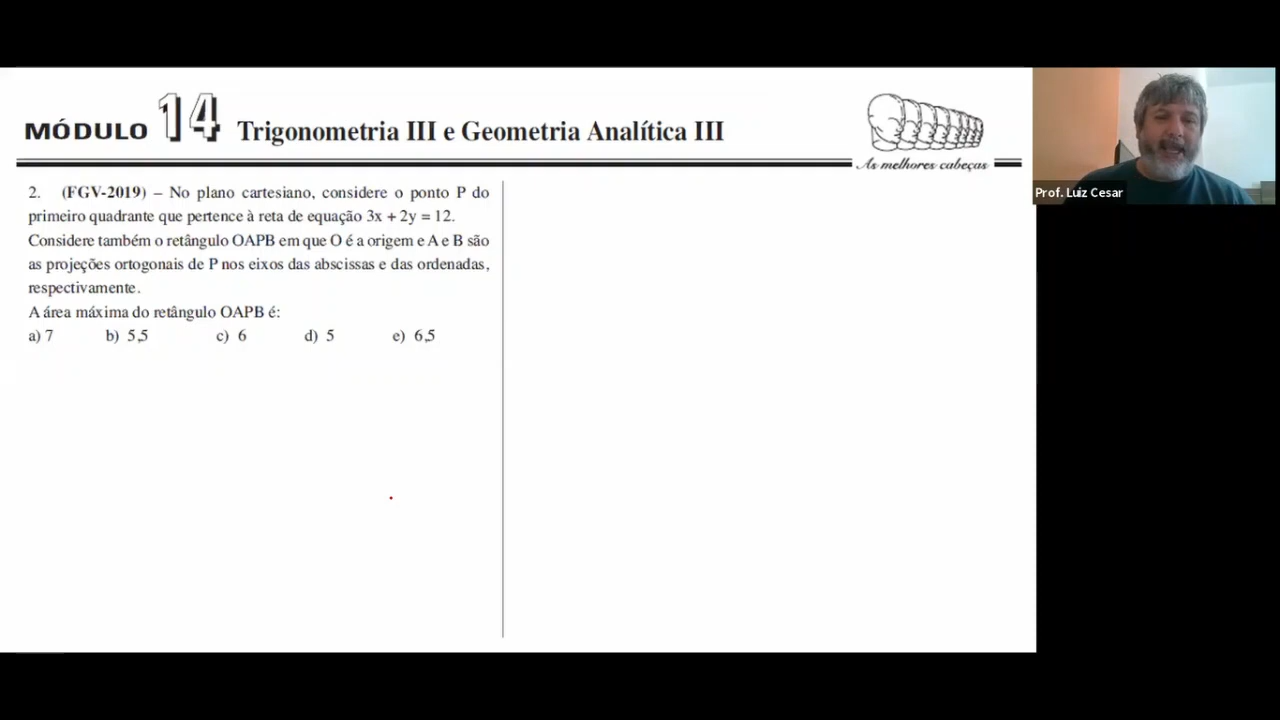 MÓDULO 14 Trigonometria III e Geometria Analítica III
As melhores cabeças
Prof. Luiz Cesar
2. (FGV-2019) – No plano cartesiano, considere o ponto P do
primeiro quadrante que pertence à reta de equação 3x + 2y = 12.
Considere também o retângulo OAPB em que O é a origem e A e B são
as projeções ortogonais de P nos eixos das abscissas e das ordenadas,
respectivamente.
A área máxima do retângulo OAPB é:
a) 7 b) 5,5 c) 6 d) 5 e) 6,5